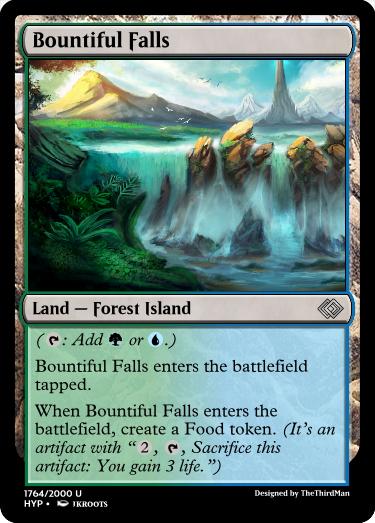 Bountiful Falls
Land — Forest Island
(: Add or .)
Bountiful Falls enters the battlefield
tapped.
When Bountiful Falls enters the
battlefield, create a Food token. (It's an
artifact with “2, , Sacrifice this
artifact: You gain 3 life.”)
1764/2000 U
HYP • JKROOTS
Designed by TheThirdMan